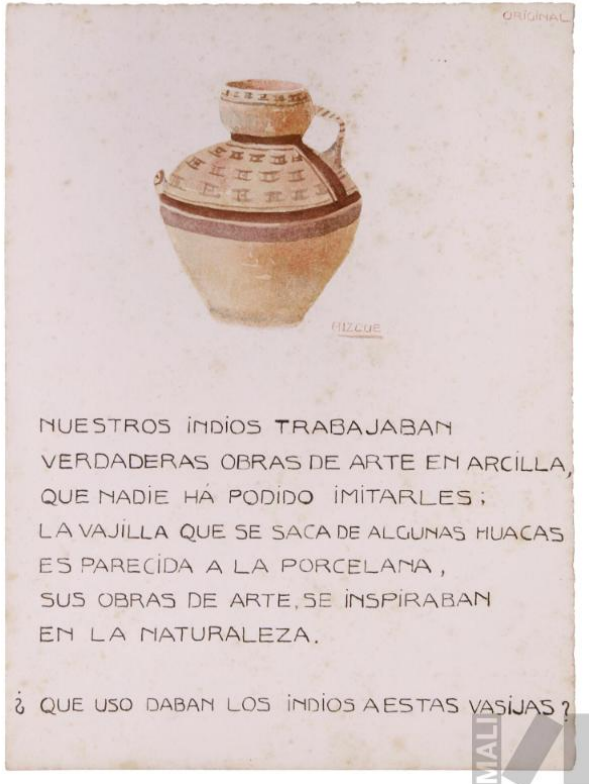 ORIGINAL
MIZQUE
NUESTROS INDIOS TRABAJABAN
VERDADERAS OBRAS DE ARTE EN ARCILLA,
QUE NADIE HÁ PODIDO IMITARLES;
LA VAJILLA QUE SE SACA DE ALGUNAS HUACAS
ES PARECIDA A LA PORCELANA,
SUS OBRAS DE ARTE, SE INSPIRABAN
EN LA NATURALEZA.
¿ QUE USO DABAN LOS INDIOS A ESTAS VASIJAS ?
MALI